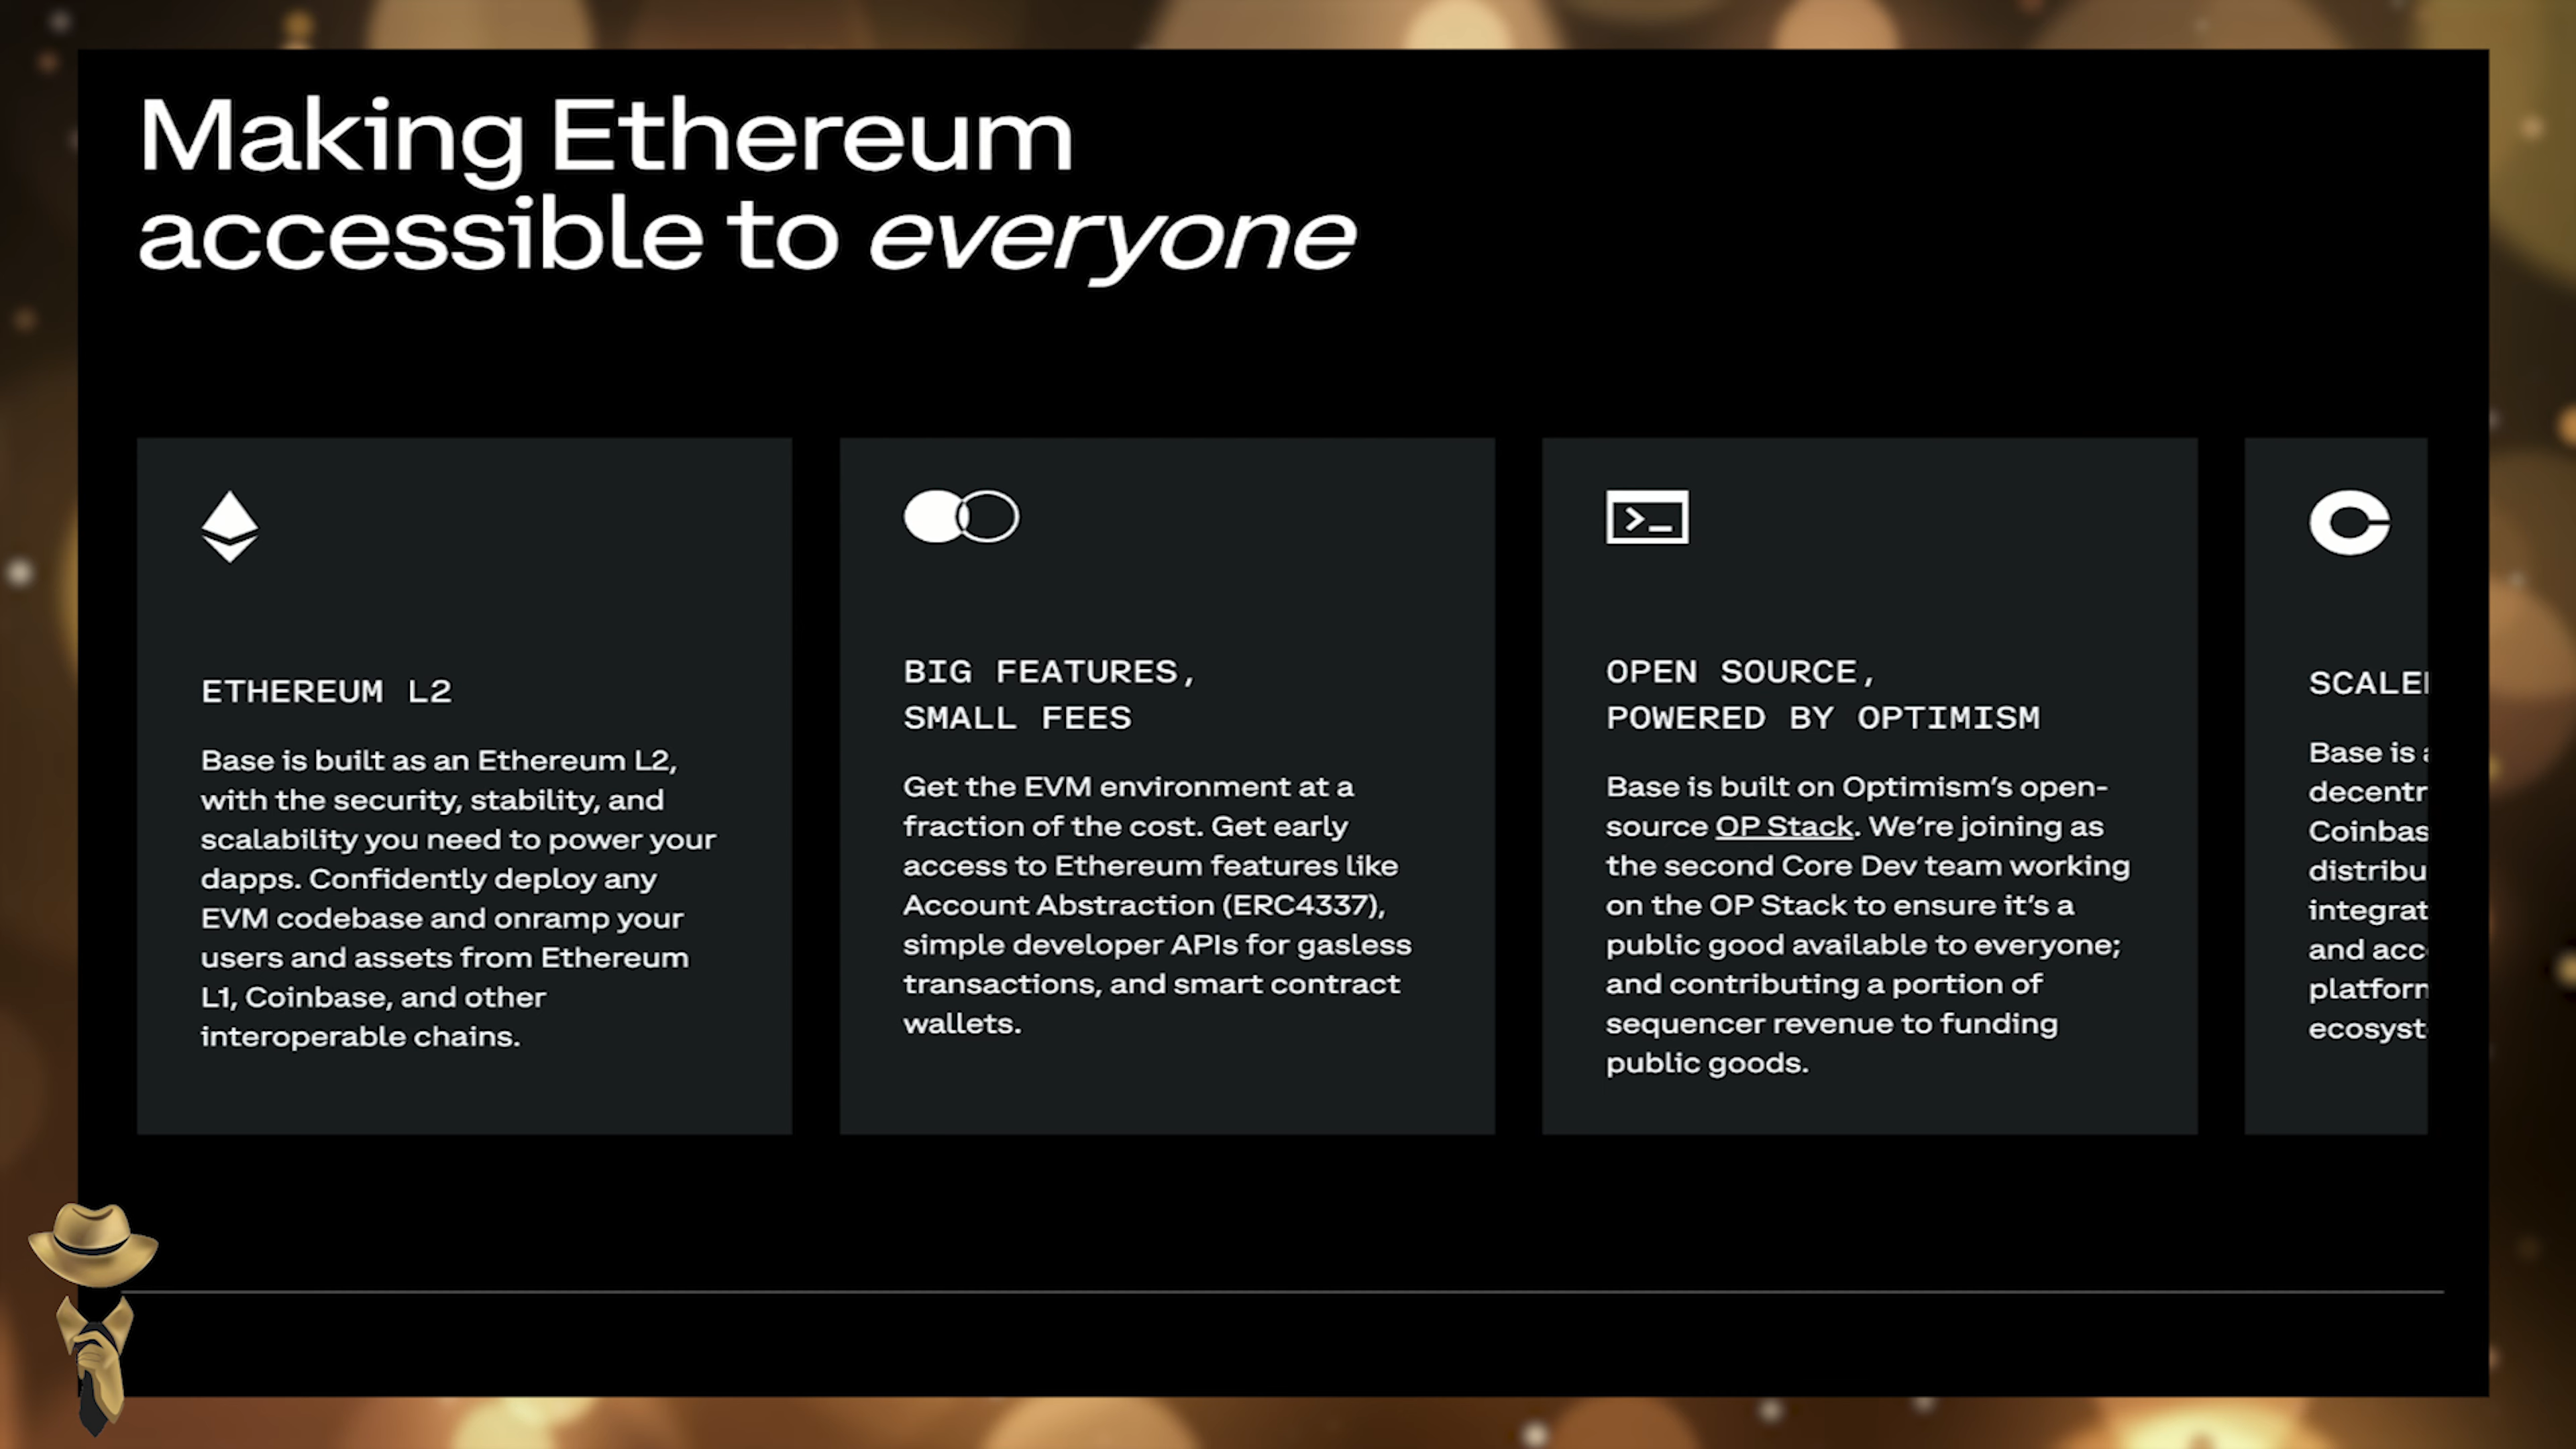 Making Ethereum
accessible to everyone
ETHEREUM L2
Base is built as an Ethereum L2,
with the security, stability, and
scalability you need to power your
dapps. Confidently deploy any
EVM codebase and onramp your
users and assets from Ethereum
L1, Coinbase, and other
interoperable chains.
BIG FEATURES,
SMALL FEES
Get the EVM environment at a
fraction of the cost. Get early
access to Ethereum features like
Account Abstraction (ERC4337),
simple developer APIs for gasless
transactions, and smart contract
wallets.
OPEN SOURCE,
POWERED BY OPTIMISM
Base is built on Optimism’s open-
source OP Stack. We’re joining as
the second Core Dev team working
on the OP Stack to ensure it’s a
public good available to everyone;
and contributing a portion of
sequencer revenue to funding
public goods.
>_
Base is